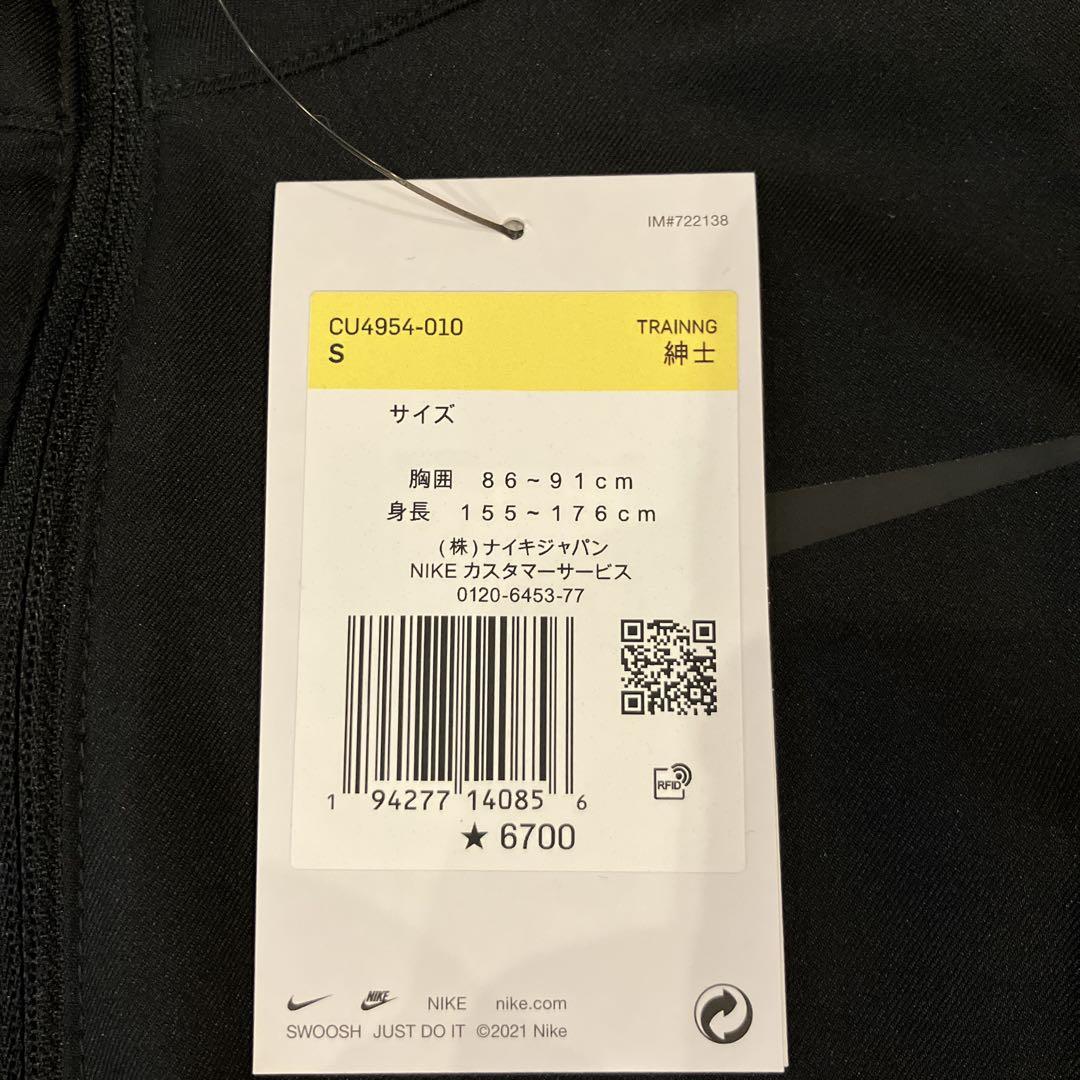 IM#722138
CU4954-010 TRAINNG
S 紳士
サイズ
胸囲 86~91cm
身長 155~176cm
(株)ナイキジャパン
NIKE カスタマーサービス
0120-6453-77
RFID
1 94277 14085 6
★ 6700
NIKE NIKE nike.com
SWOOSH JUST DO IT ©2021 Nike